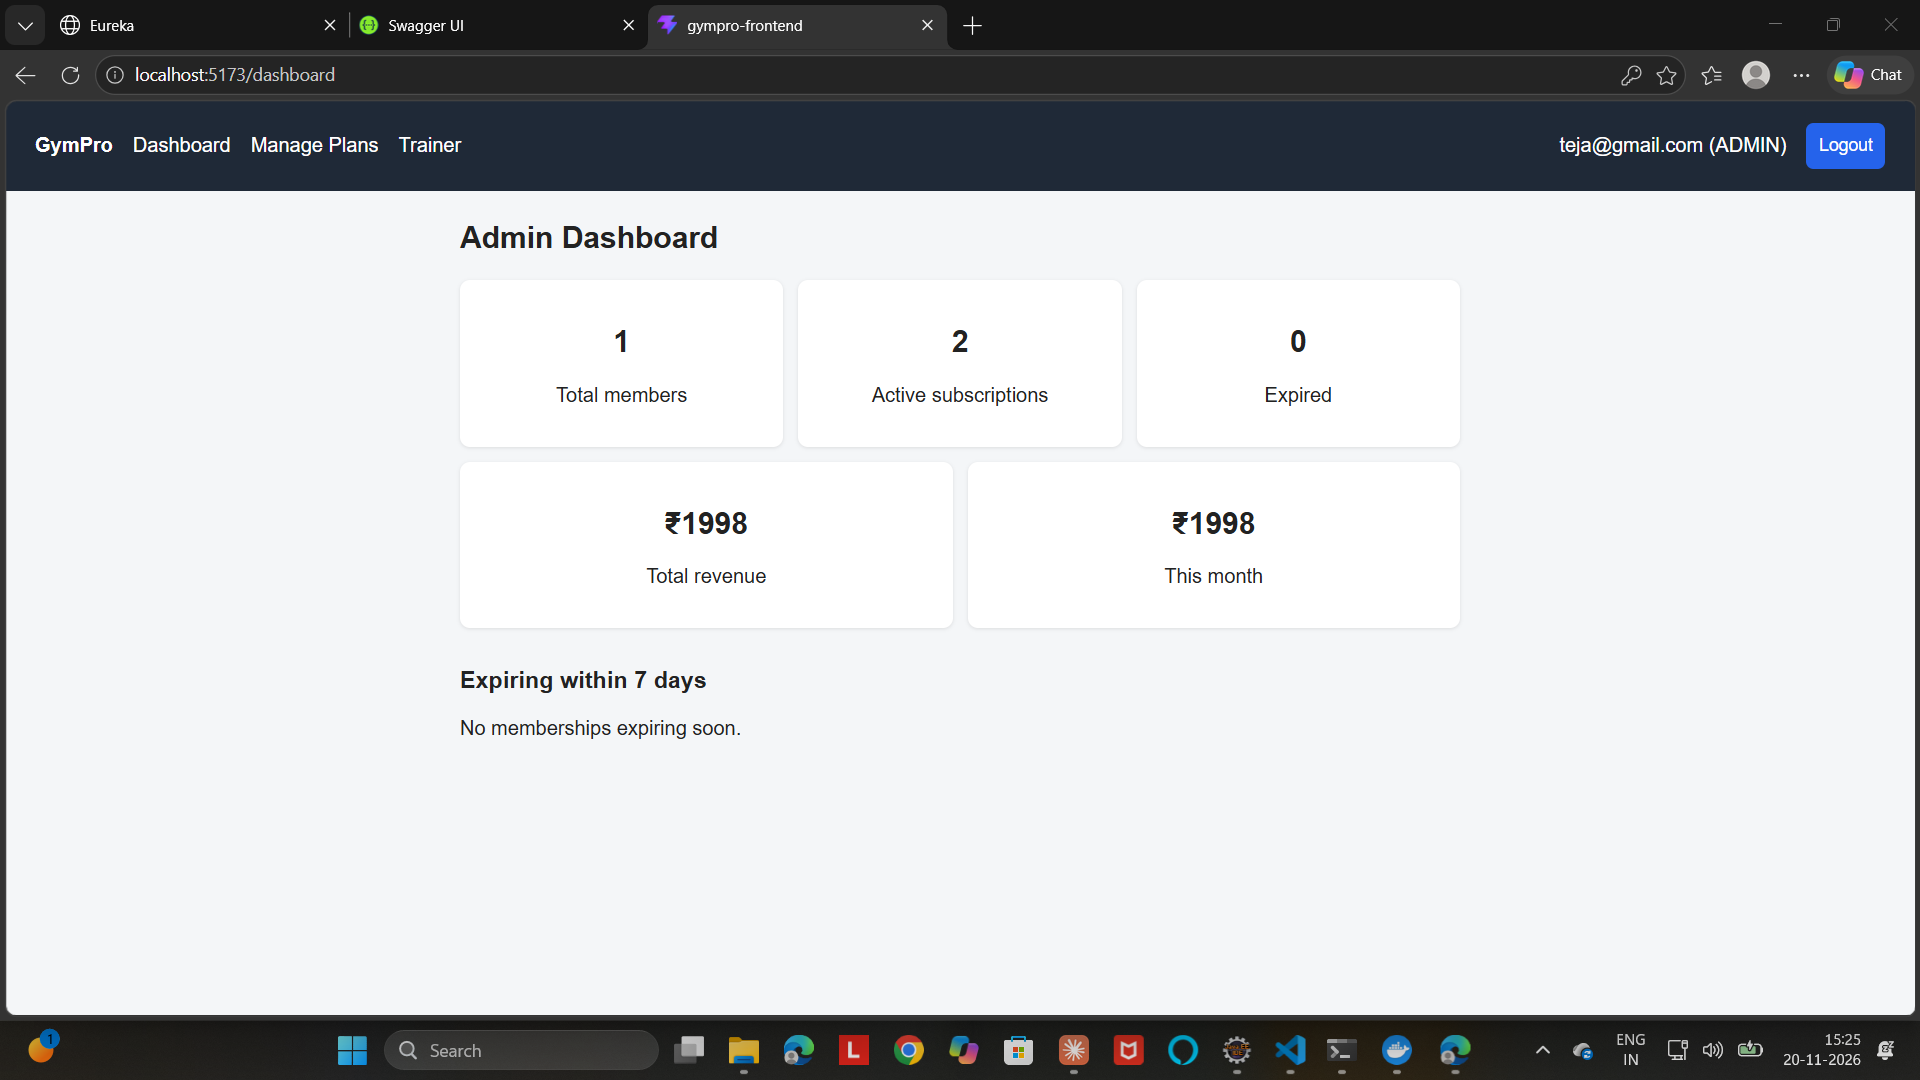 Eureka
Swagger UI
gympro-frontend
localhost:5173/dashboard
Chat
GymPro Dashboard Manage Plans Trainer
teja@gmail.com (ADMIN) Logout
Admin Dashboard
1
Total members
2
Active subscriptions
0
Expired
₹1998
Total revenue
₹1998
This month
Expiring within 7 days
No memberships expiring soon.
1
Search
L
ENG
IN
15:25
20-11-2026